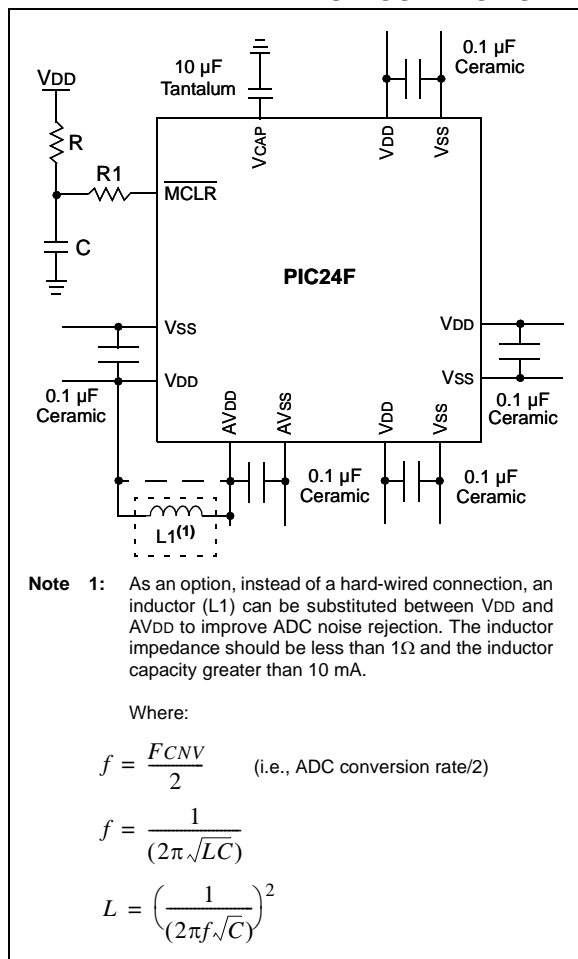 0.1 µF
Ceramic
10 µF
Tantalum
VDD
R
R1
C
VCAP
VDD
VSS
MCLR
PIC24F
VSS
VDD
VDD
VSS
0.1 µF
Ceramic
0.1 µF
Ceramic
AVDD
AVSS
VDD
VSS
0.1 µF
Ceramic
0.1 µF
Ceramic
L1(1)
Note 1: As an option, instead of a hard-wired connection, an
inductor (L1) can be substituted between VDD and
AVDD to improve ADC noise rejection. The inductor
impedance should be less than 1Ω and the inductor
capacity greater than 10 mA.
Where:
f = FCNV / 2 (i.e., ADC conversion rate/2)
f = 1 / (2π√LC)
L = (1 / (2πf√C))²